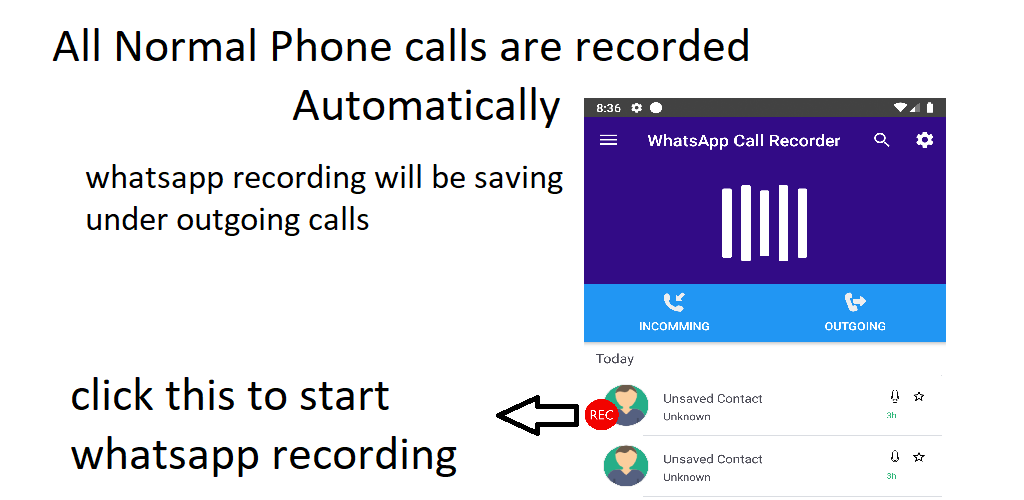 All Normal Phone calls are recorded
Automatically
whatsapp recording will be saving
under outgoing calls
click this to start
whatsapp recording
8:36
WhatsApp Call Recorder
INCOMMING
OUTGOING
Today
Unsaved Contact
Unknown
3h
REC
Unsaved Contact
Unknown
3h